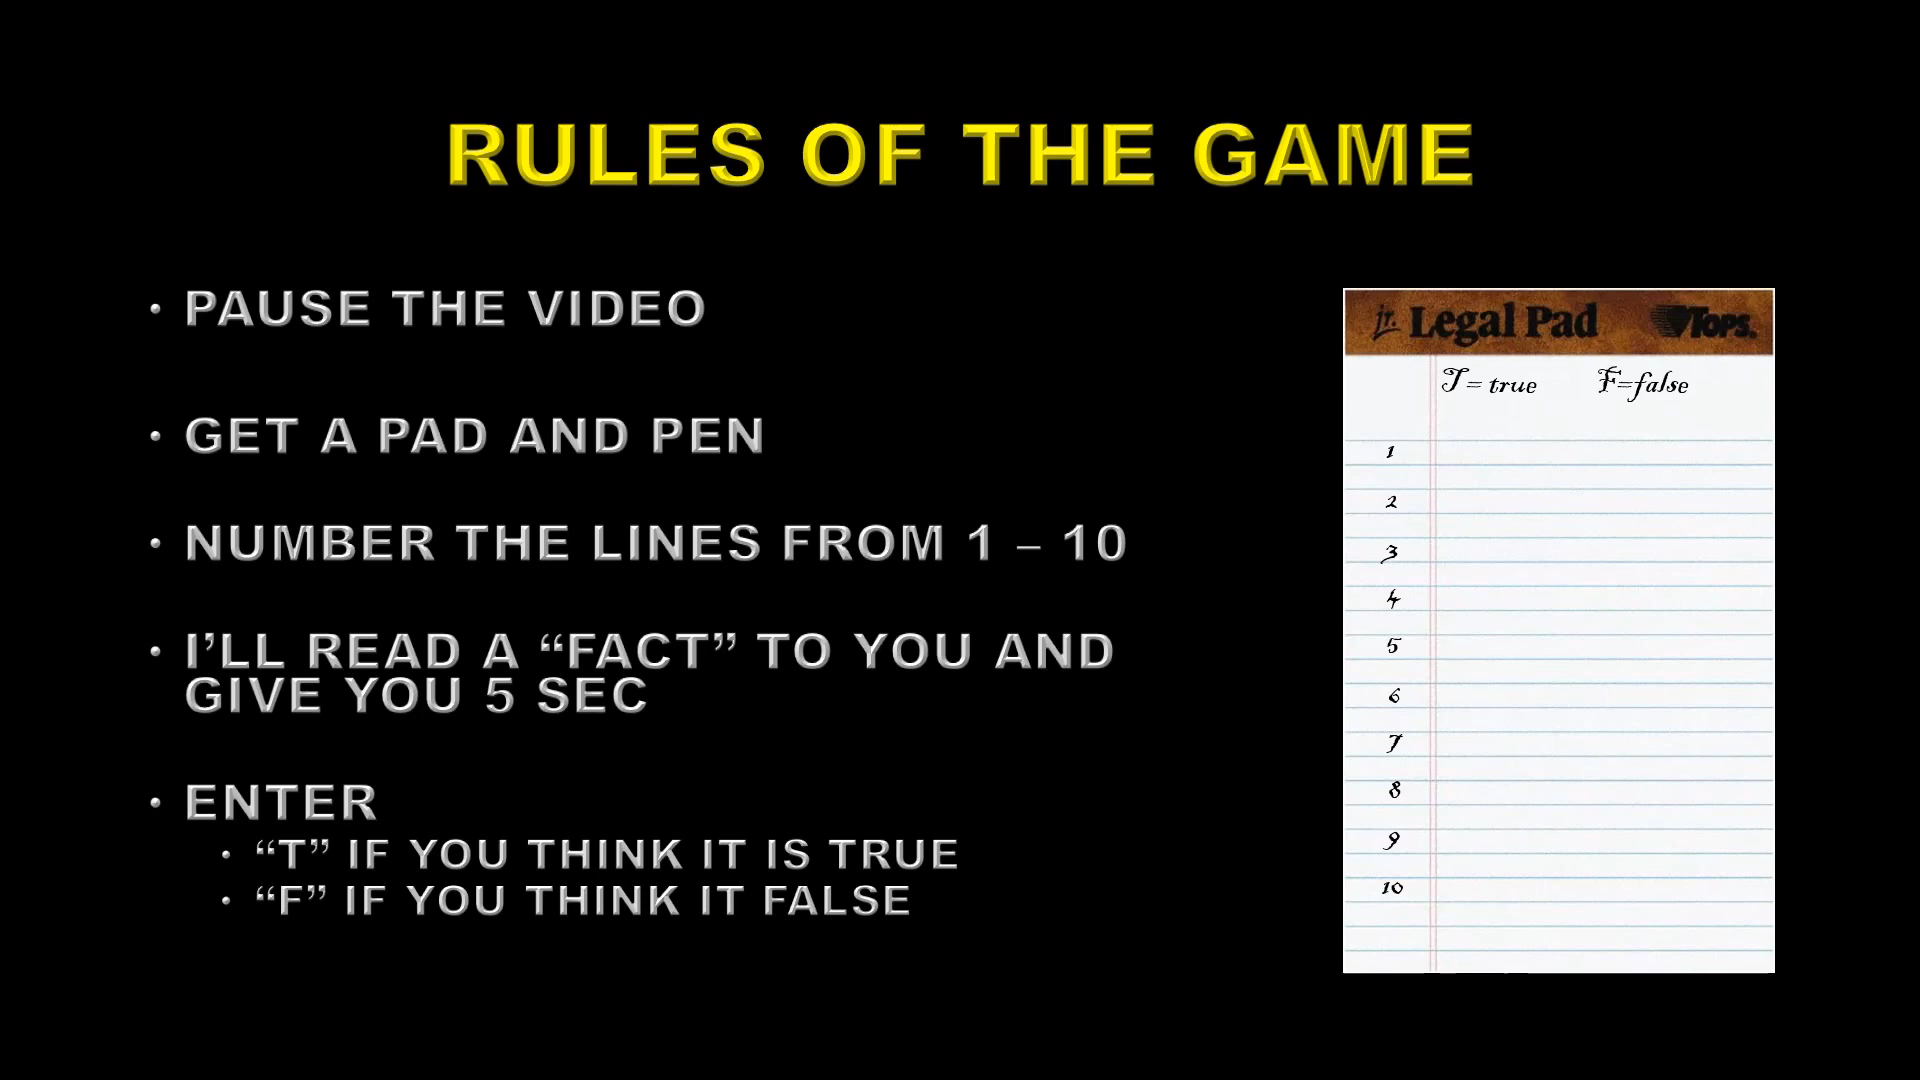 RULES OF THE GAME
• PAUSE THE VIDEO
• GET A PAD AND PEN
• NUMBER THE LINES FROM 1 – 10
• I’LL READ A “FACT” TO YOU AND
GIVE YOU 5 SEC
• ENTER
• “T” IF YOU THINK IT IS TRUE
• “F” IF YOU THINK IT FALSE
jr. Legal Pad TOPS.
T= true F=false
1
2
3
4
5
6
7
8
9
10